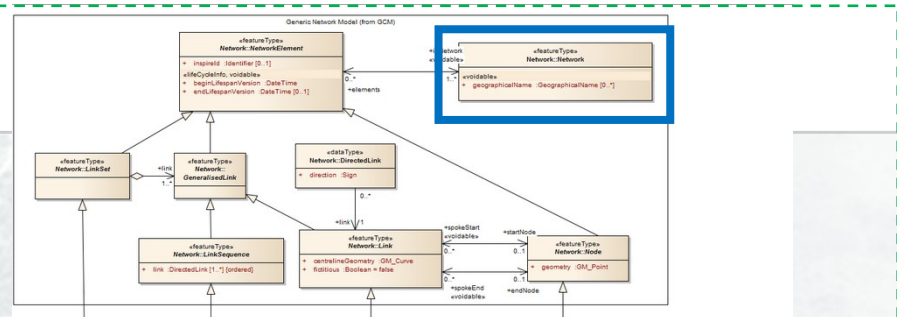 Generic Network Model (from GCM)
«featureType»
Network::NetworkElement
+ inspireId :Identifier [0..1]
«lifeCycleInfo, voidable»
+ beginLifespanVersion :DateTime
+ endLifespanVersion :DateTime [0..1]
«voidable»
0..*
+elements
1..*
«featureType»
Network::Network
«voidable»
+ geographicalName :GeographicalName [0..*]
«featureType»
Network::LinkSet
+link
1..*
«featureType»
Network::
GeneralisedLink
«dataType»
Network::DirectedLink
+ direction :Sign
0..*
+link
1
«featureType»
Network::LinkSequence
+ link :DirectedLink [1..*] {ordered}
«featureType»
Network::Link
+ centrelineGeometry :GM_Curve
+ fictitious :Boolean = false
+spokeStart
«voidable»
0..*
+startNode
0..1
0..*
+spokeEnd
«voidable»
0..1
+endNode
«featureType»
Network::Node
+ geometry :GM_Point